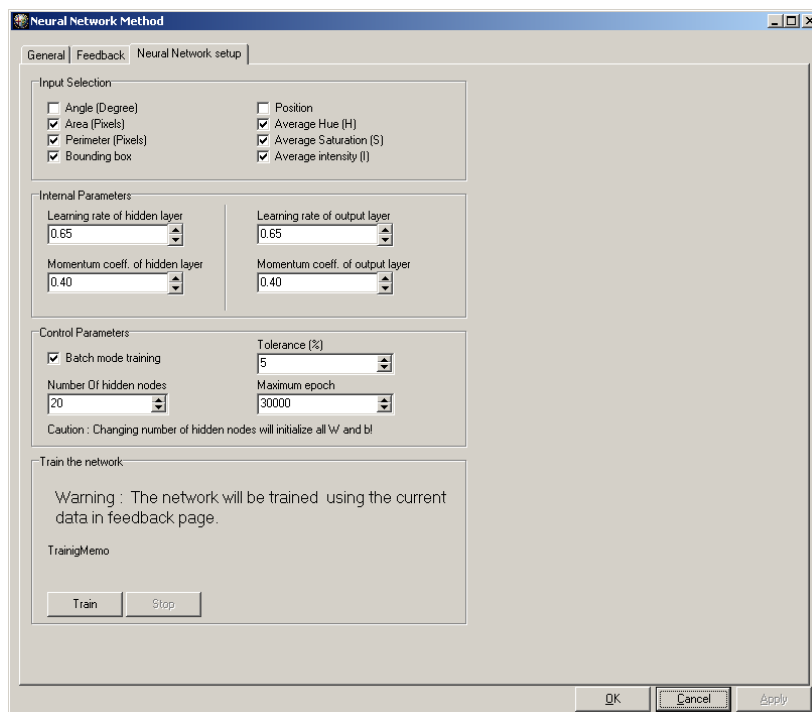 Neural Network Method
General Feedback Neural Network setup
Input Selection
Angle (Degree) Position
Area (Pixels) Average Hue (H)
Perimeter (Pixels) Average Saturation (S)
Bounding box Average intensity (I)
Internal Parameters
Learning rate of hidden layer Learning rate of output layer
0.65 0.65
Momentum coeff. of hidden layer Momentum coeff. of output layer
0.40 0.40
Control Parameters
Tolerance (%)
Batch mode training 5
Number Of hidden nodes Maximum epoch
20 30000
Caution : Changing number of hidden nodes will initialize all W and b!
Train the network
Warning : The network will be trained using the current
data in feedback page.
TrainigMemo
Train Stop
OK Cancel Apply